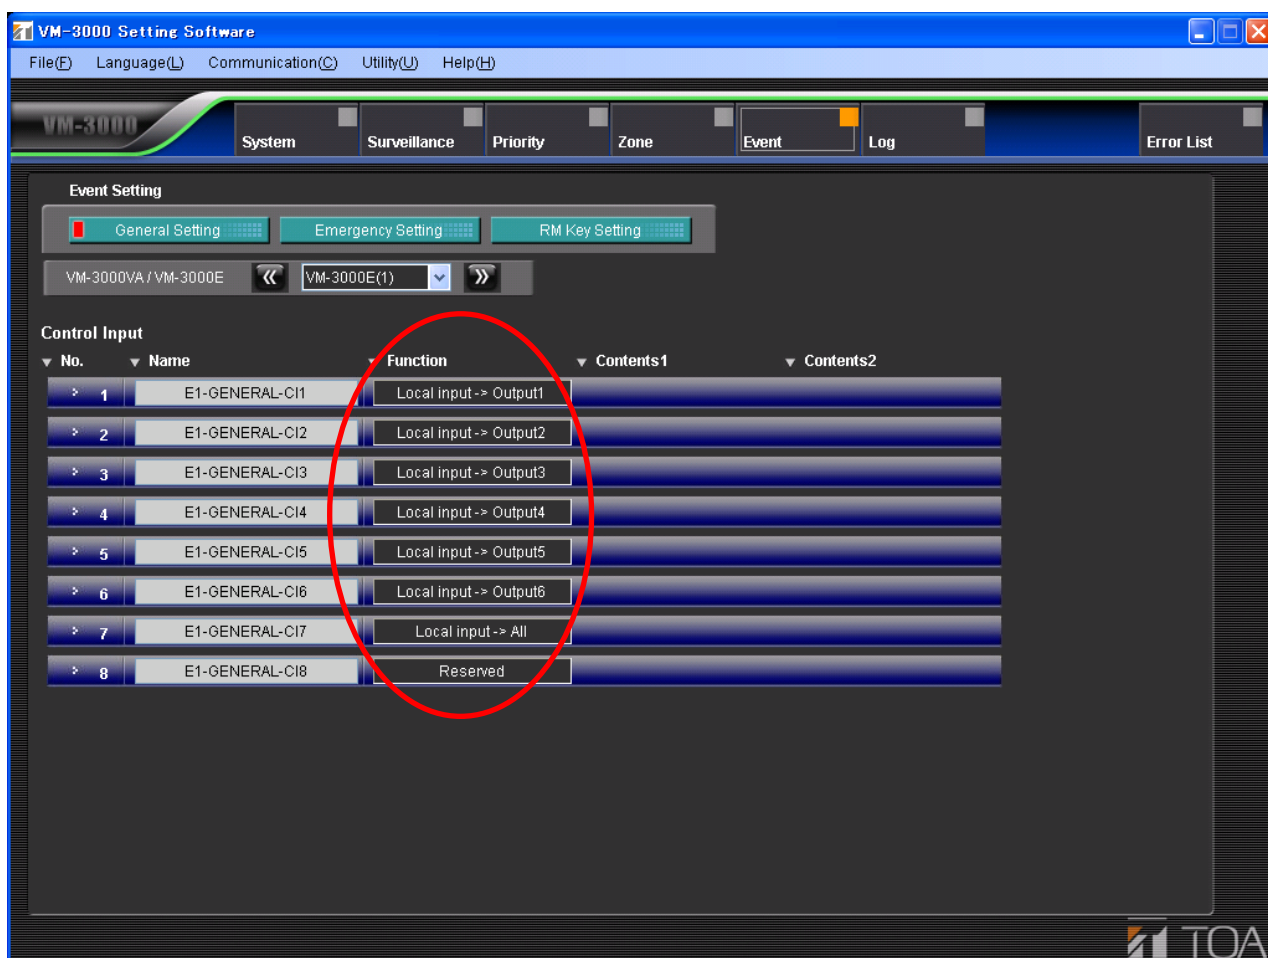 VM-3000 Setting Software
File(F) Language(L) Communication(C) Utility(U) Help(H)
VM-3000
System Surveillance Priority Zone Event Log Error List
Event Setting
General Setting Emergency Setting RM Key Setting
VM-3000VA / VM-3000E VM-3000E(1)
Control Input
No. Name Function Contents1 Contents2
1 E1-GENERAL-CI1 Local input -> Output1
2 E1-GENERAL-CI2 Local input -> Output2
3 E1-GENERAL-CI3 Local input -> Output3
4 E1-GENERAL-CI4 Local input -> Output4
5 E1-GENERAL-CI5 Local input -> Output5
6 E1-GENERAL-CI6 Local input -> Output6
7 E1-GENERAL-CI7 Local input -> All
8 E1-GENERAL-CI8 Reserved
TOA